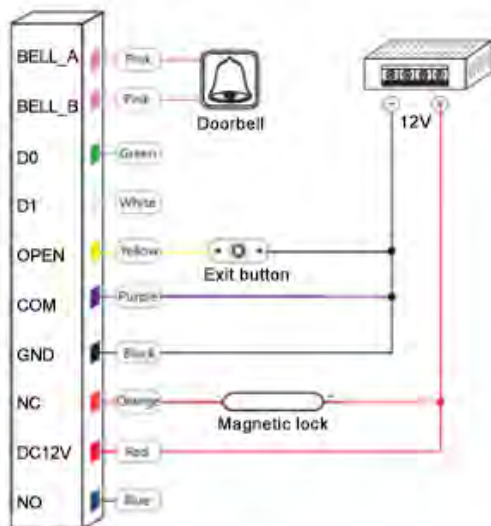 BELL_A Pink
BELL_B Pink
Doorbell
12V
D0 Green
D1 White
OPEN Yellow
Exit button
COM Purple
GND Black
NC Orange
Magnetic lock
DC12V Red
NO Blue